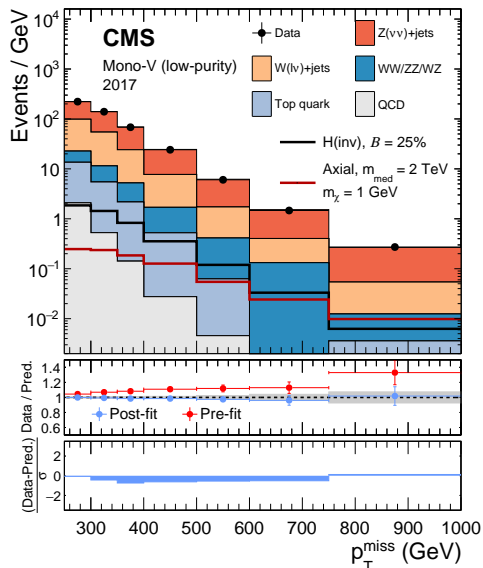 CMS
Mono-V (low-purity)
2017
Data
Z(νν)+jets
W(lν)+jets
WW/ZZ/WZ
Top quark
QCD
H(inv), B = 25%
Axial, m_med = 2 TeV
m_χ = 1 GeV
Events / GeV
10^4
10^3
10^2
10
1
10^−1
10^−2
Data / Pred.
1.4
1.2
1.0
0.8
0.6
Post-fit
Pre-fit
(Data-Pred.)
σ
2
0
−2
300 400 500 600 700 800 900 1000
p_T^miss (GeV)